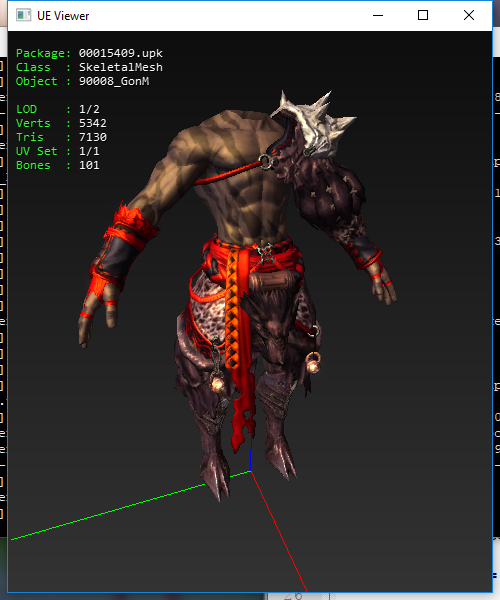 UE Viewer
Package: 00015409.upk
Class : SkeletalMesh
Object : 90008_GonM
LOD : 1/2
Verts : 5342
Tris : 7130
UV Set : 1/1
Bones : 101